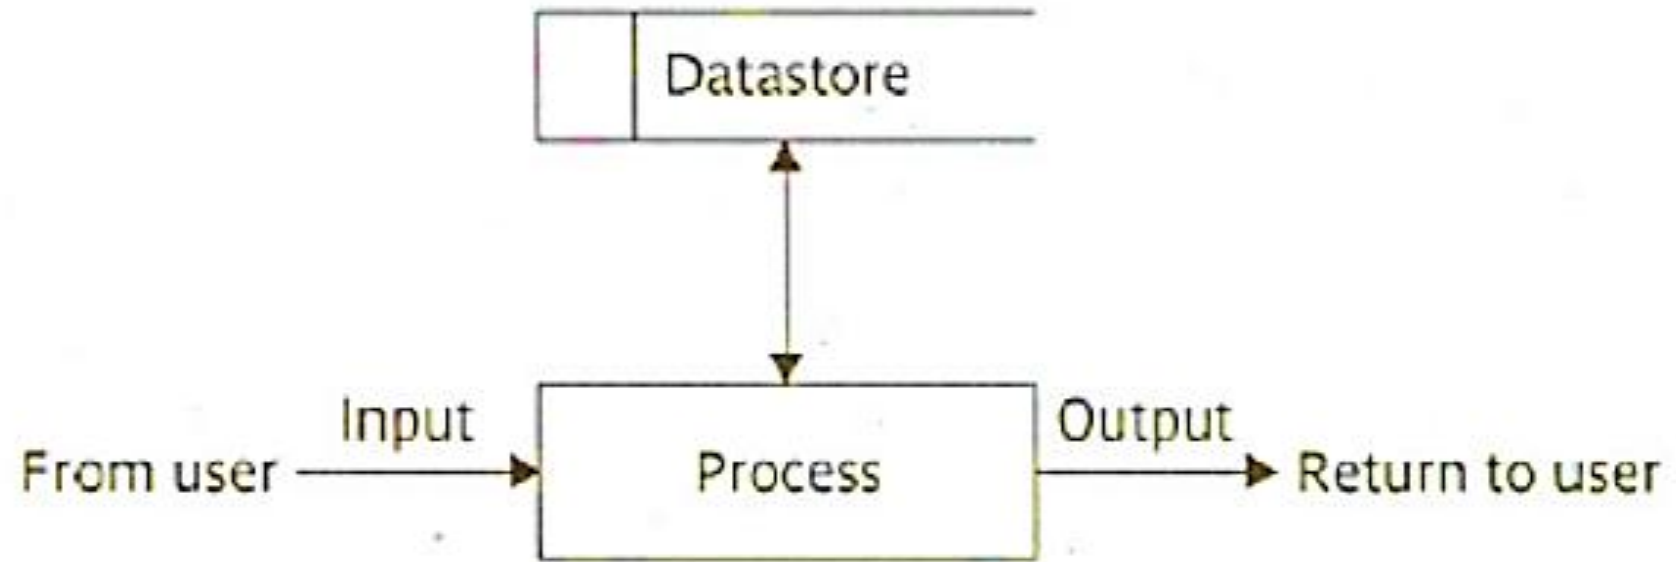 Datastore
Input
Output
From user
Process
Return to user